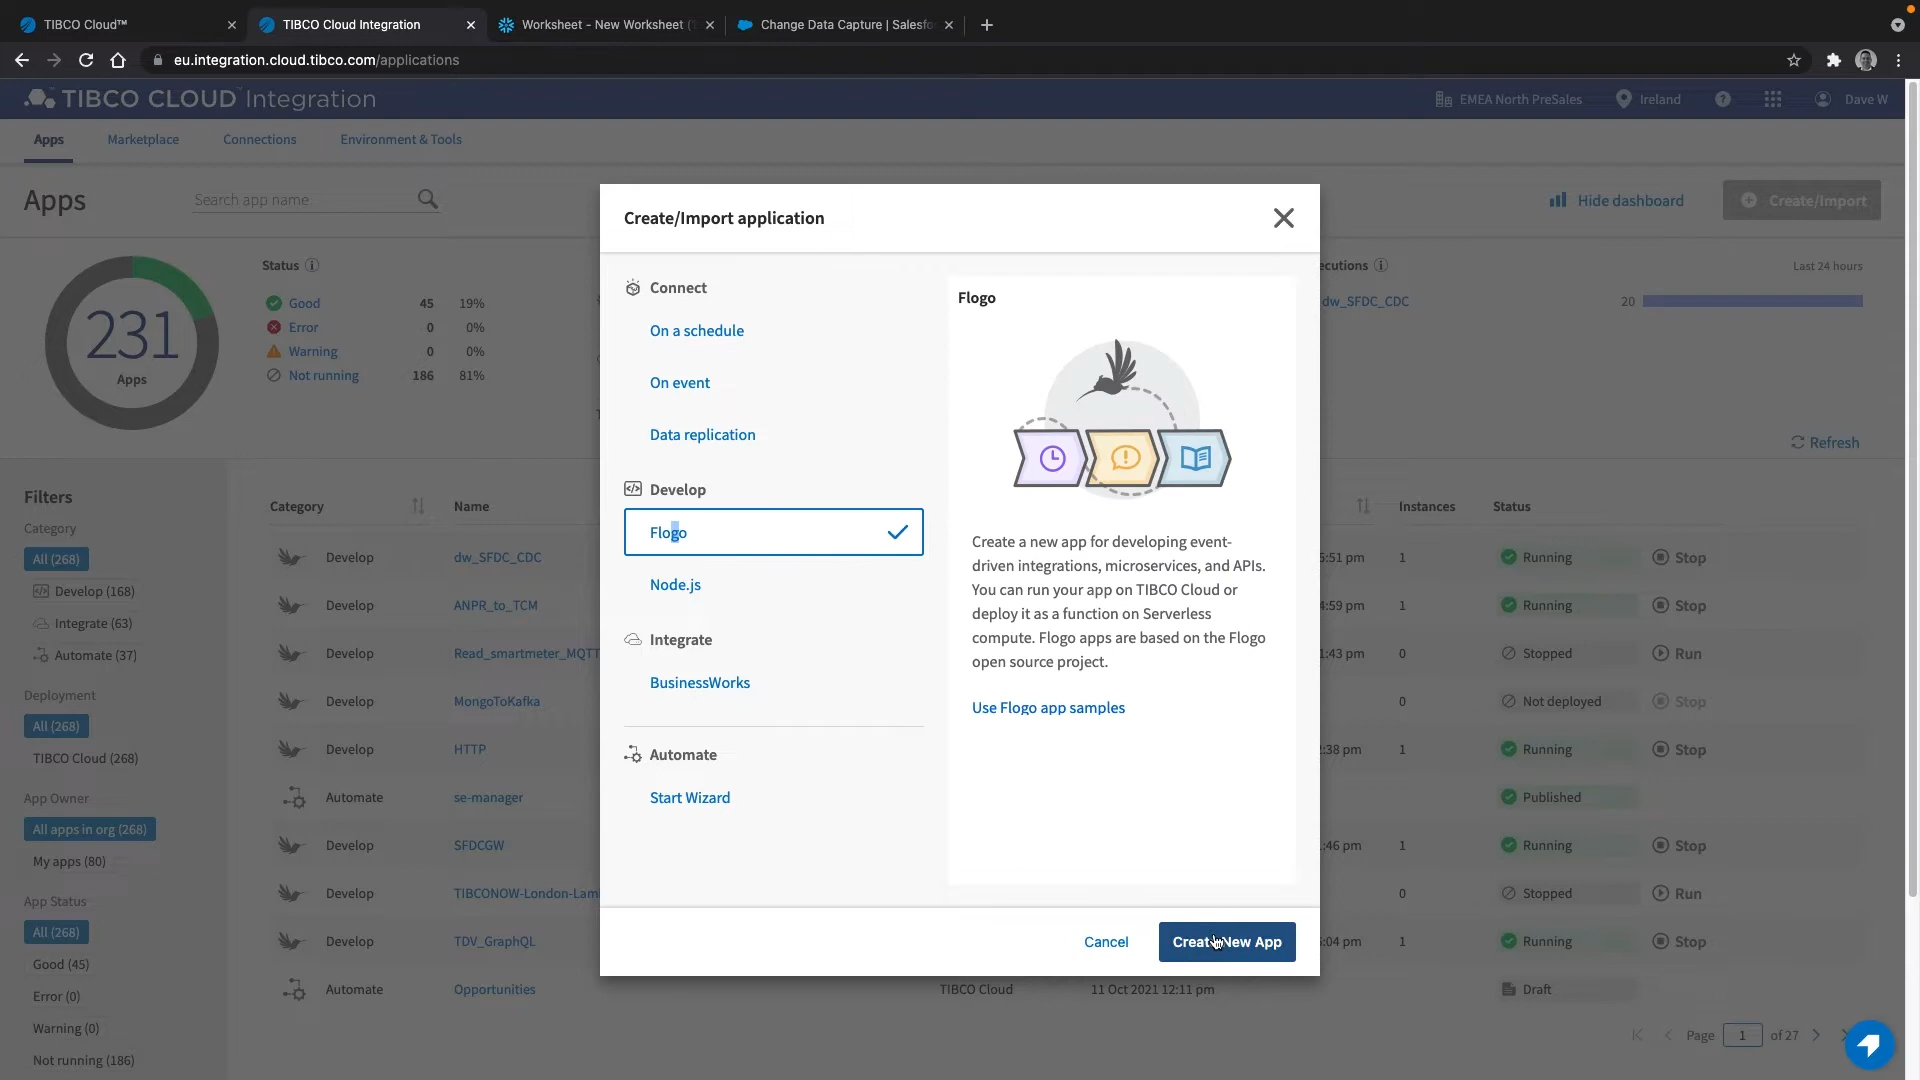 TIBCO Cloud™
TIBCO Cloud Integration
Worksheet - New Worksheet (
Change Data Capture | Salesfo
eu.integration.cloud.tibco.com/applications
TIBCO CLOUD™ Integration
EMEA North PreSales
Ireland
Dave W
Apps
Marketplace
Connections
Environment & Tools
Apps
Search app name
Hide dashboard
Create/Import
Status
Good 45 19%
Error 0 0%
Warning 0 0%
Not running 186 81%
231
Apps
ecutions
Last 24 hours
dw_SFDC_CDC 20
Refresh
Create/Import application
Connect
On a schedule
On event
Data replication
Develop
Flogo
Node.js
Integrate
BusinessWorks
Automate
Start Wizard
Flogo
Create a new app for developing event-
driven integrations, microservices, and APIs.
You can run your app on TIBCO Cloud or
deploy it as a function on Serverless
compute. Flogo apps are based on the Flogo
open source project.
Use Flogo app samples
Cancel
Create New App
Filters
Category
All (268)
Develop (168)
Integrate (63)
Automate (37)
Deployment
All (268)
TIBCO Cloud (268)
App Owner
All apps in org (268)
My apps (80)
App Status
All (268)
Good (45)
Error (0)
Warning (0)
Not running (186)
Category Name Instances Status
Develop dw_SFDC_CDC 5:51 pm 1 Running Stop
Develop ANPR_to_TCM 4:59 pm 1 Running Stop
Develop Read_smartmeter_MQTT 1:43 pm 0 Stopped Run
Develop MongoToKafka 0 Not deployed Stop
Develop HTTP 2:38 pm 1 Running Stop
Automate se-manager Published
Develop SFDCGW :46 pm 1 Running Stop
Develop TIBCONOW-London-Lam 0 Stopped Run
Develop TDV_GraphQL 5:04 pm 1 Running Stop
Automate Opportunities TIBCO Cloud 11 Oct 2021 12:11 pm Draft
Page 1 of 27